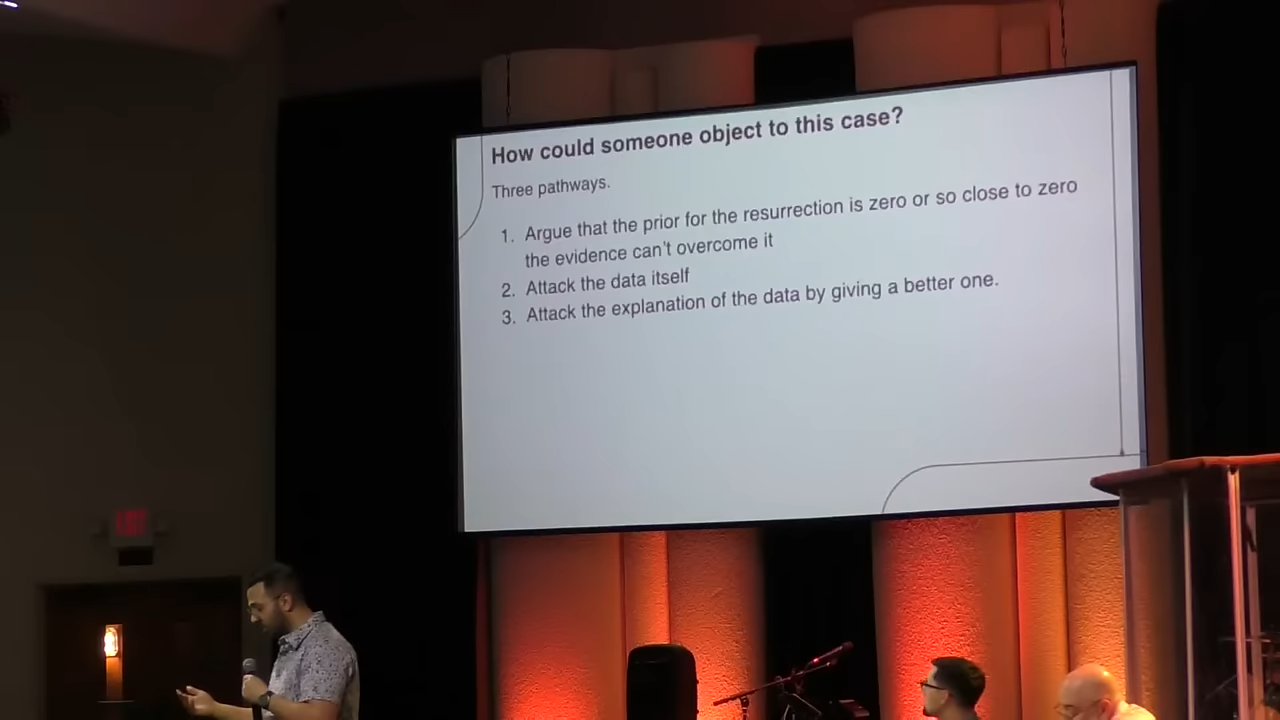 How could someone object to this case?
Three pathways.
1. Argue that the prior for the resurrection is zero or so close to zero
the evidence can't overcome it
2. Attack the data itself
3. Attack the explanation of the data by giving a better one.
EXIT